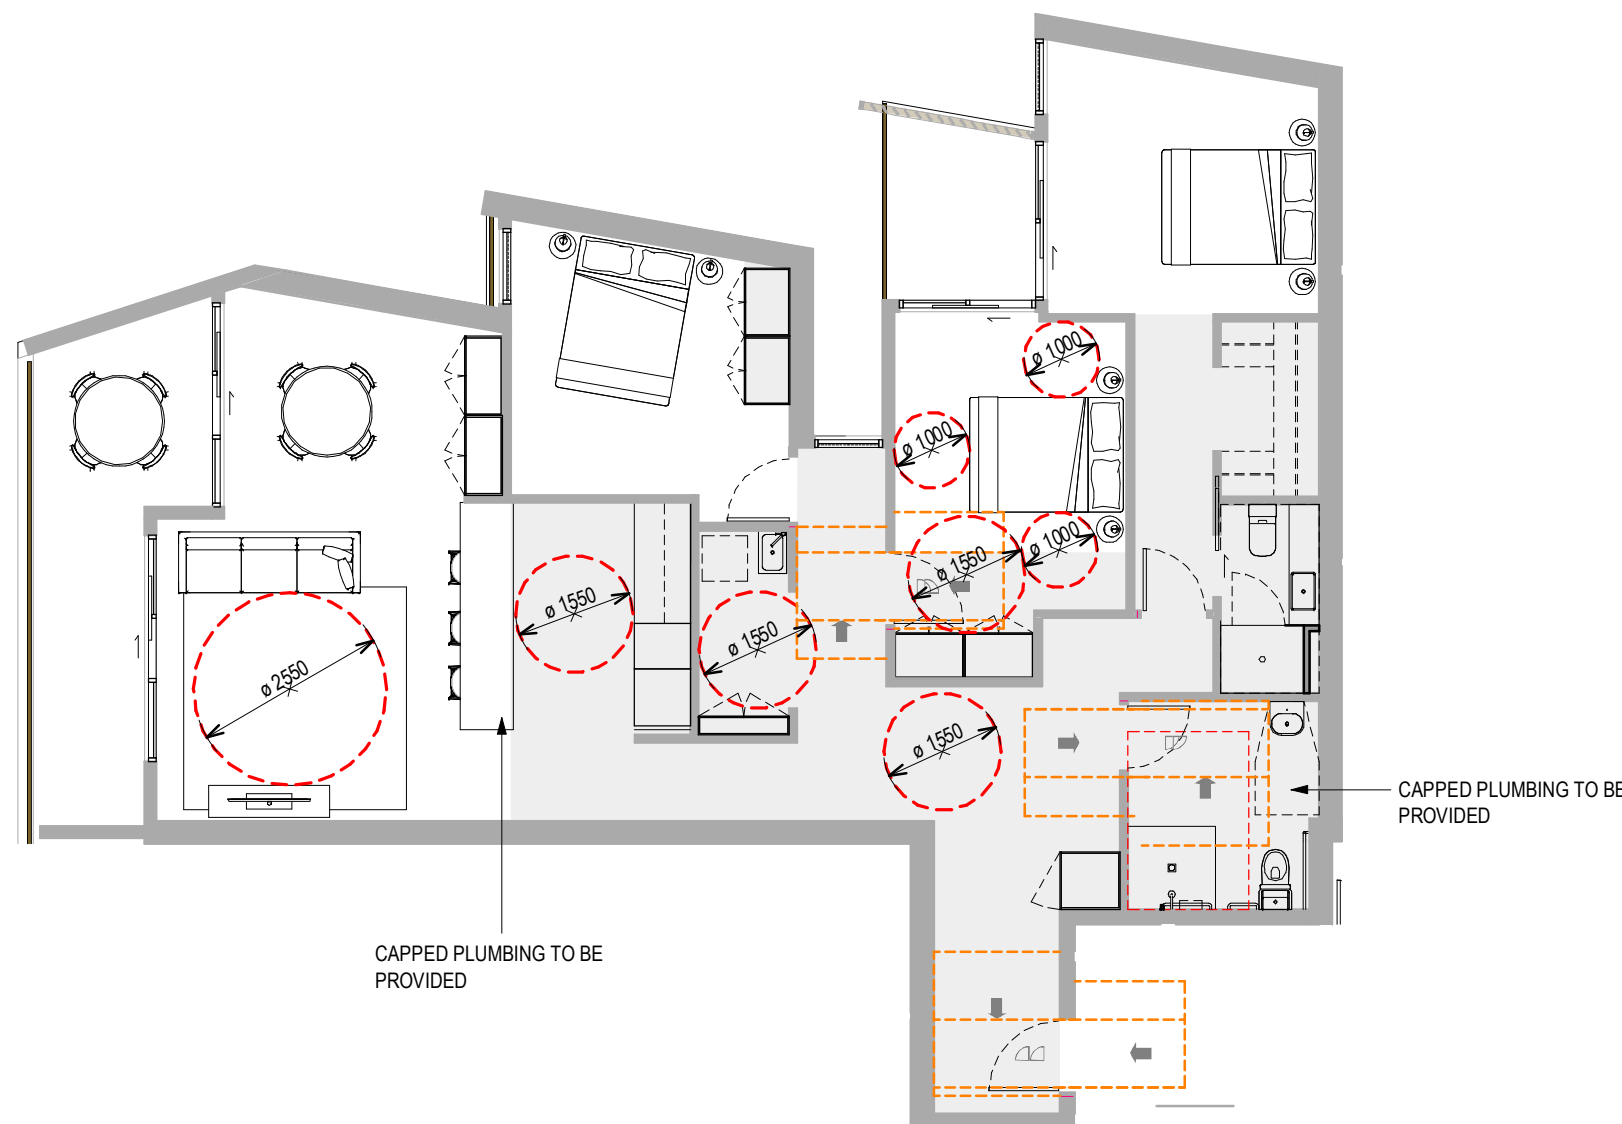 ø 1000
ø 1000
ø 1000
ø 1550
ø 1550
ø 1550
ø 2550
ø 1550
CAPPED PLUMBING TO BE
PROVIDED
CAPPED PLUMBING TO BE
PROVIDED